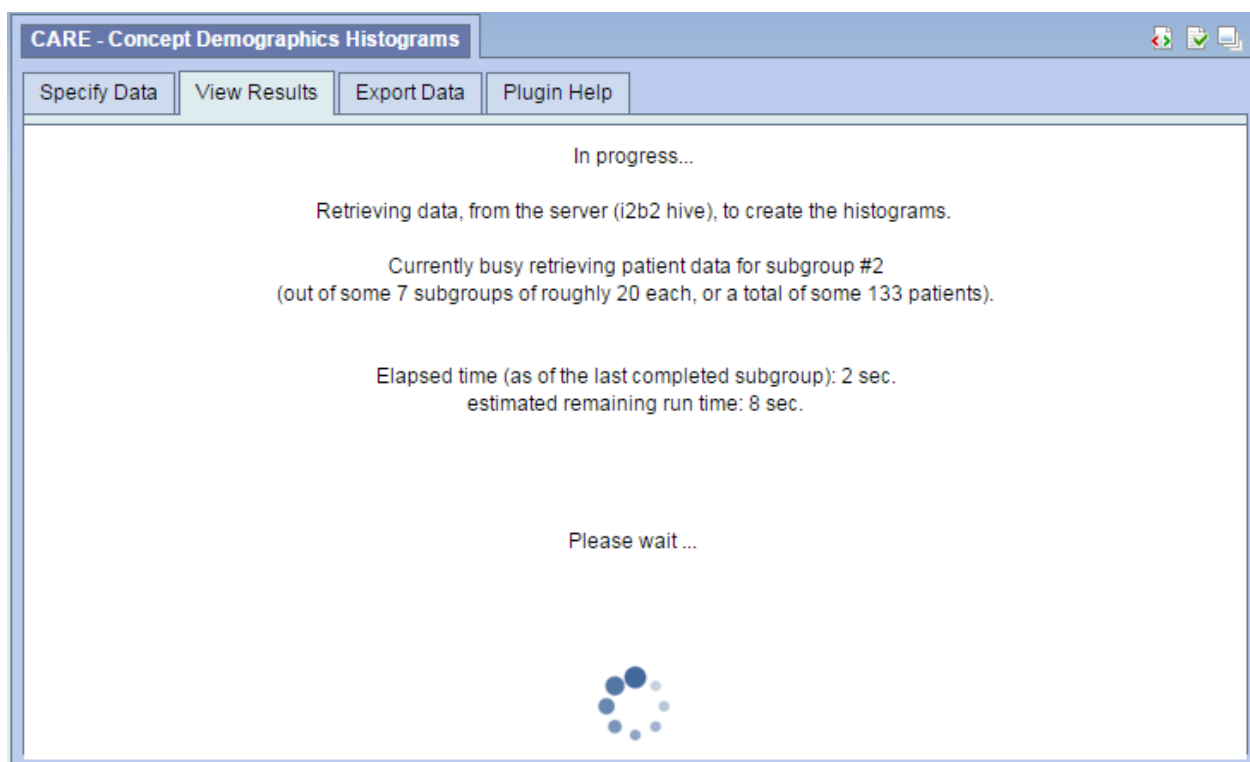 CARE - Concept Demographics Histograms
Specify Data
View Results
Export Data
Plugin Help
In progress...
Retrieving data, from the server (i2b2 hive), to create the histograms.
Currently busy retrieving patient data for subgroup #2
(out of some 7 subgroups of roughly 20 each, or a total of some 133 patients).
Elapsed time (as of the last completed subgroup): 2 sec.
estimated remaining run time: 8 sec.
Please wait ...